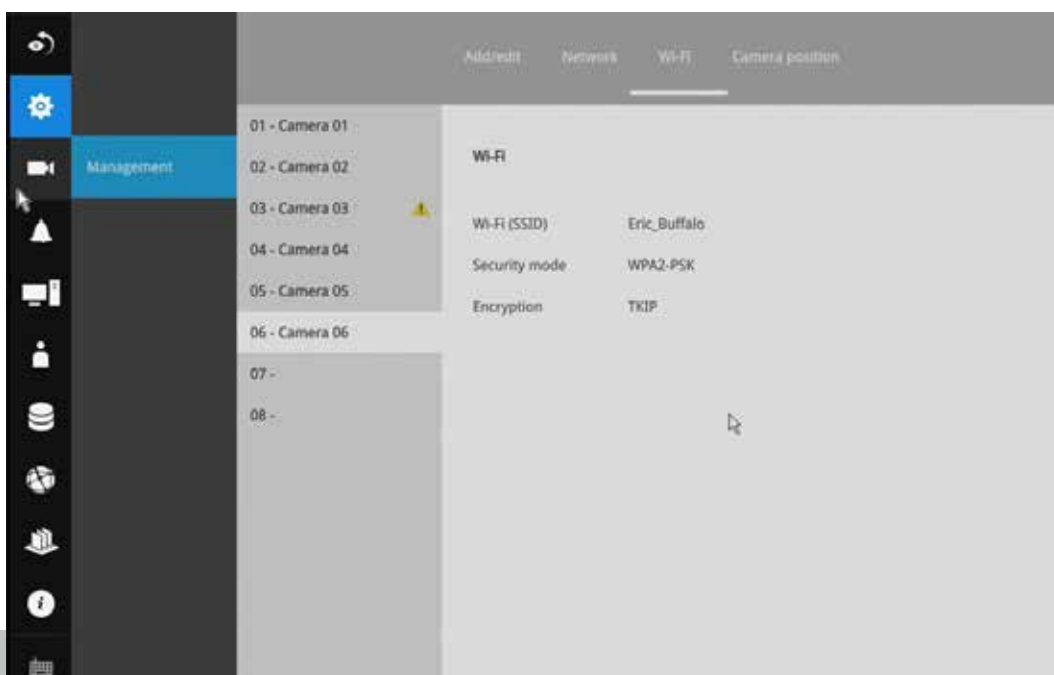 Add/edit Network Wi-Fi Camera position
Management
01 - Camera 01
02 - Camera 02
03 - Camera 03
04 - Camera 04
05 - Camera 05
06 - Camera 06
07 -
08 -
Wi-Fi
Wi-Fi (SSID) Eric_Buffalo
Security mode WPA2-PSK
Encryption TKIP